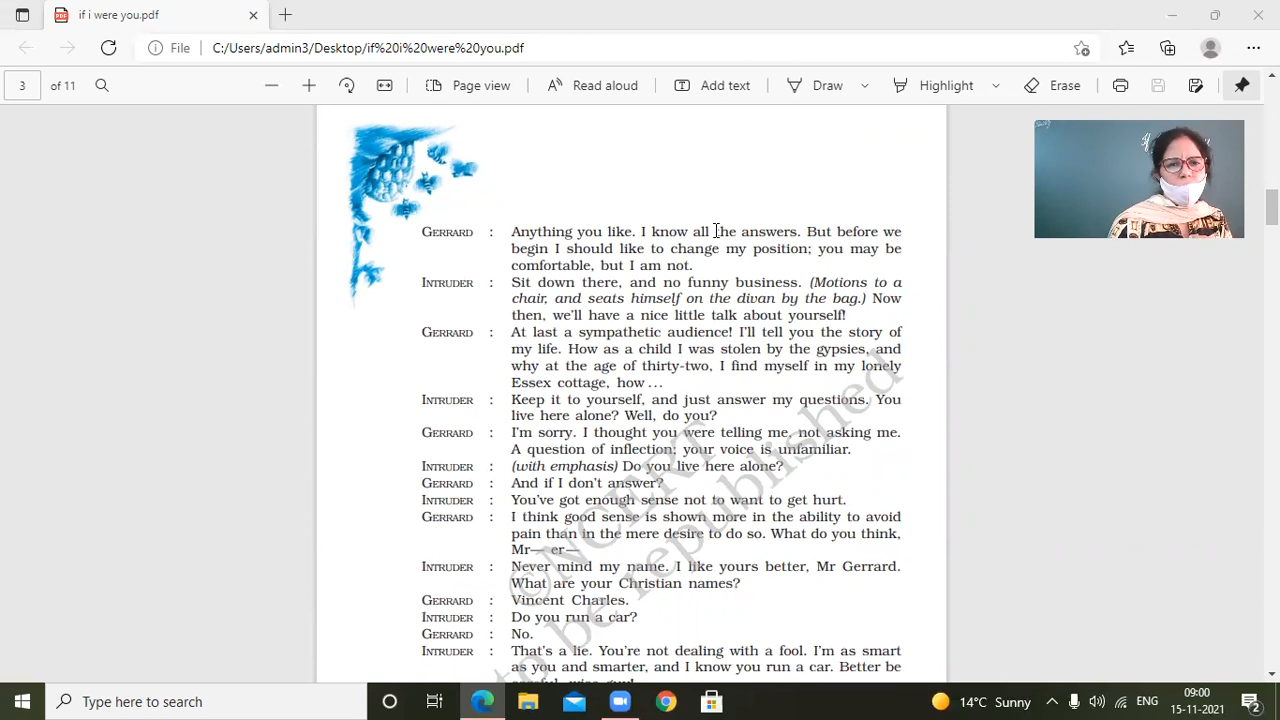 if i were you.pdf
File C:/Users/admin3/Desktop/if%20i%20were%20you.pdf
3 of 11 Page view Read aloud Add text Draw Highlight Erase
GERRARD : Anything you like. I know all the answers. But before we
begin I should like to change my position; you may be
comfortable, but I am not.
INTRUDER : Sit down there, and no funny business. (Motions to a
chair, and seats himself on the divan by the bag.) Now
then, we'll have a nice little talk about yourself!
GERRARD : At last a sympathetic audience! I'll tell you the story of
my life. How as a child I was stolen by the gypsies, and
why at the age of thirty-two, I find myself in my lonely
Essex cottage, how ...
INTRUDER : Keep it to yourself, and just answer my questions. You
live here alone? Well, do you?
GERRARD : I'm sorry. I thought you were telling me, not asking me.
A question of inflection; your voice is unfamiliar.
INTRUDER : (with emphasis) Do you live here alone?
GERRARD : And if I don't answer?
INTRUDER : You've got enough sense not to want to get hurt.
GERRARD : I think good sense is shown more in the ability to avoid
pain than in the mere desire to do so. What do you think,
Mr— er—
INTRUDER : Never mind my name. I like yours better, Mr Gerrard.
What are your Christian names?
GERRARD : Vincent Charles.
INTRUDER : Do you run a car?
GERRARD : No.
INTRUDER : That's a lie. You're not dealing with a fool. I'm as smart
as you and smarter, and I know you run a car. Better be
©NCERT
to be republished
Type here to search
14°C Sunny ENG 09:00
15-11-2021
2